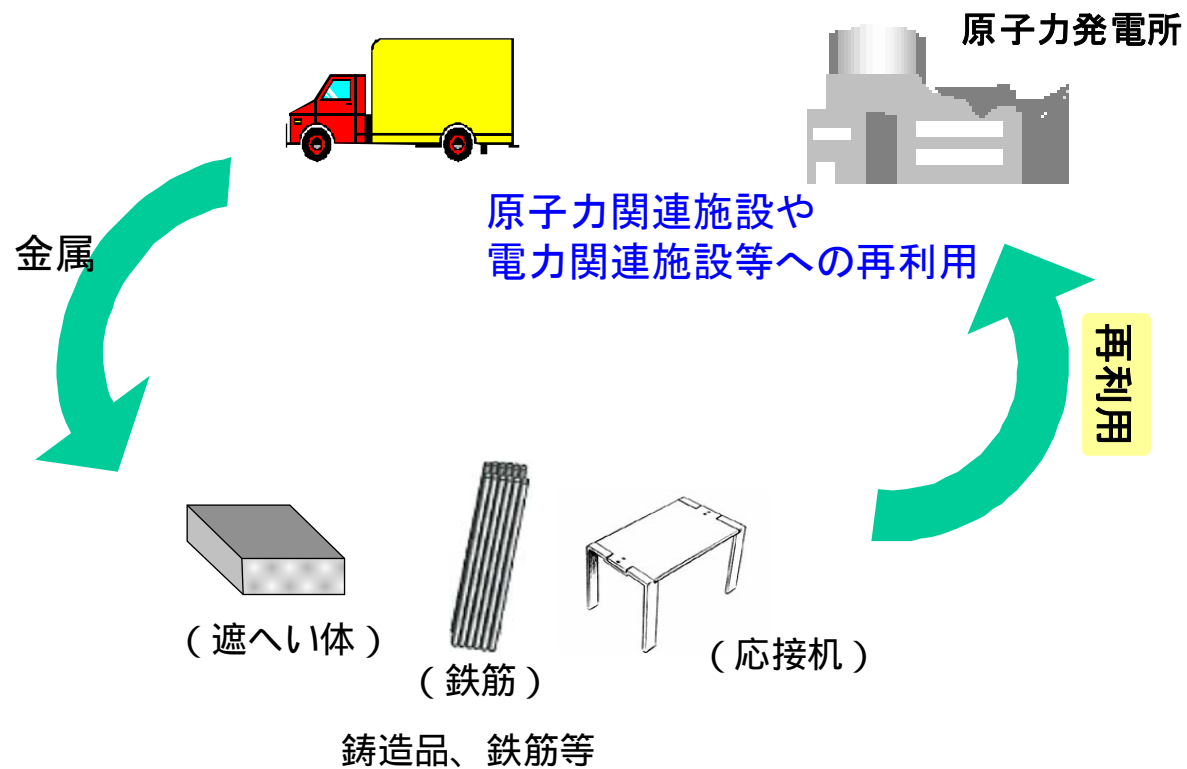 原子力発電所
原子力関連施設や
電力関連施設等への再利用
金属
再利用
(遮へい体)
(鉄筋)
(応接机)
鋳造品、鉄筋等